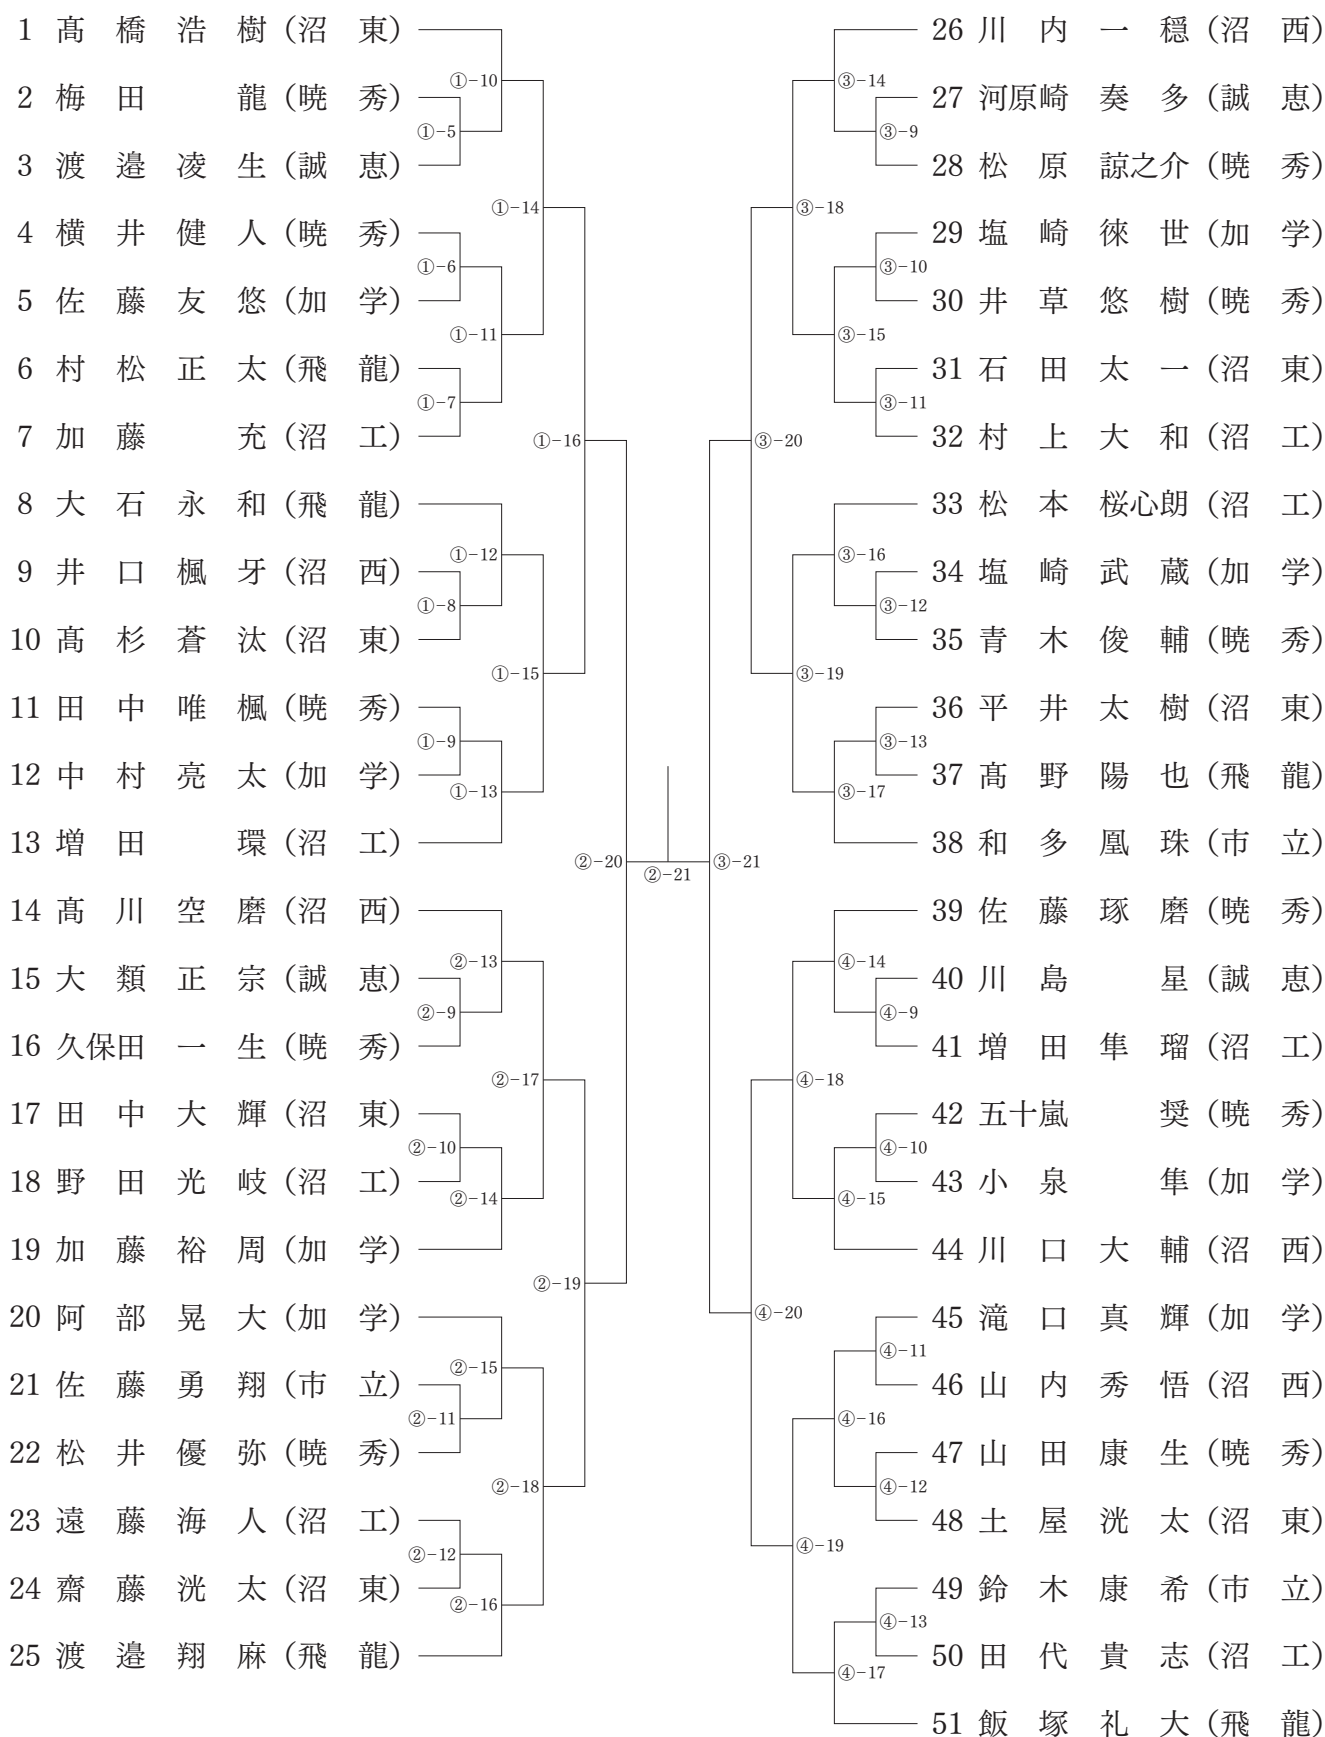 1 髙橋浩樹（沼東）
①-10
2 梅田龍（暁秀）
①-5
3 渡邉凌生（誠恵）
①-14
4 横井健人（暁秀）
①-6
5 佐藤友悠（加学）
①-11
6 村松正太（飛龍）
①-7
7 加藤充（沼工）
①-16
8 大石永和（飛龍）
①-12
9 井口楓牙（沼西）
①-8
10 髙杉蒼汰（沼東）
①-15
11 田中唯楓（暁秀）
①-9
12 中村亮太（加学）
①-13
13 増田環（沼工）
②-20
14 髙川空磨（沼西）
②-13
15 大類正宗（誠恵）
②-9
16 久保田一生（暁秀）
②-17
17 田中大輝（沼東）
②-10
18 野田光岐（沼工）
②-14
19 加藤裕周（加学）
②-19
20 阿部晃大（加学）
②-15
21 佐藤勇翔（市立）
②-11
22 松井優弥（暁秀）
②-18
23 遠藤海人（沼工）
②-12
24 齋藤洸太（沼東）
②-16
25 渡邉翔麻（飛龍）
②-21
26 川内一穏（沼西）
③-14
27 河原崎奏多（誠恵）
③-9
28 松原諒之介（暁秀）
③-18
29 塩崎徠世（加学）
③-10
30 井草悠樹（暁秀）
③-15
31 石田太一（沼東）
③-11
32 村上大和（沼工）
③-20
33 松本桜心朗（沼工）
③-16
34 塩崎武蔵（加学）
③-12
35 青木俊輔（暁秀）
③-19
36 平井太樹（沼東）
③-13
37 髙野陽也（飛龍）
③-17
38 和多凰珠（市立）
③-21
39 佐藤琢磨（暁秀）
④-14
40 川島星（誠恵）
④-9
41 増田隼瑠（沼工）
④-18
42 五十嵐奨（暁秀）
④-10
43 小泉隼（加学）
④-15
44 川口大輔（沼西）
④-20
45 滝口真輝（加学）
④-11
46 山内秀悟（沼西）
④-16
47 山田康生（暁秀）
④-12
48 土屋洸太（沼東）
④-19
49 鈴木康希（市立）
④-13
50 田代貴志（沼工）
④-17
51 飯塚礼大（飛龍）